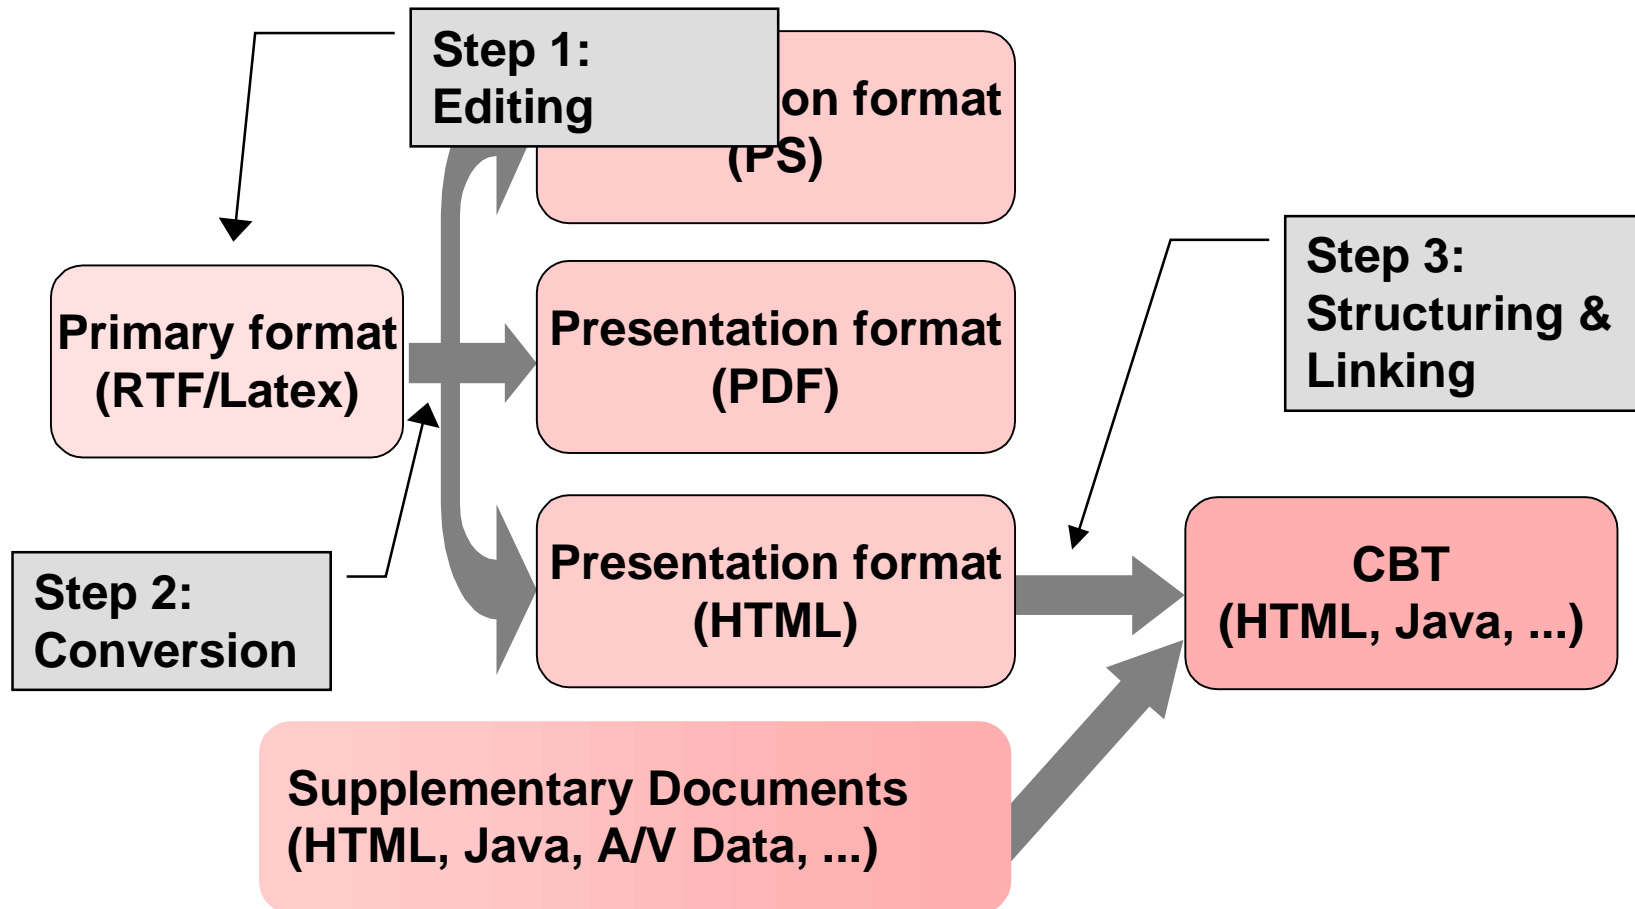 Step 1:
Editing
on format
(PS)
Primary format
(RTF/Latex)
Presentation format
(PDF)
Step 3:
Structuring &
Linking
Step 2:
Conversion
Presentation format
(HTML)
CBT
(HTML, Java, ...)
Supplementary Documents
(HTML, Java, A/V Data, ...)